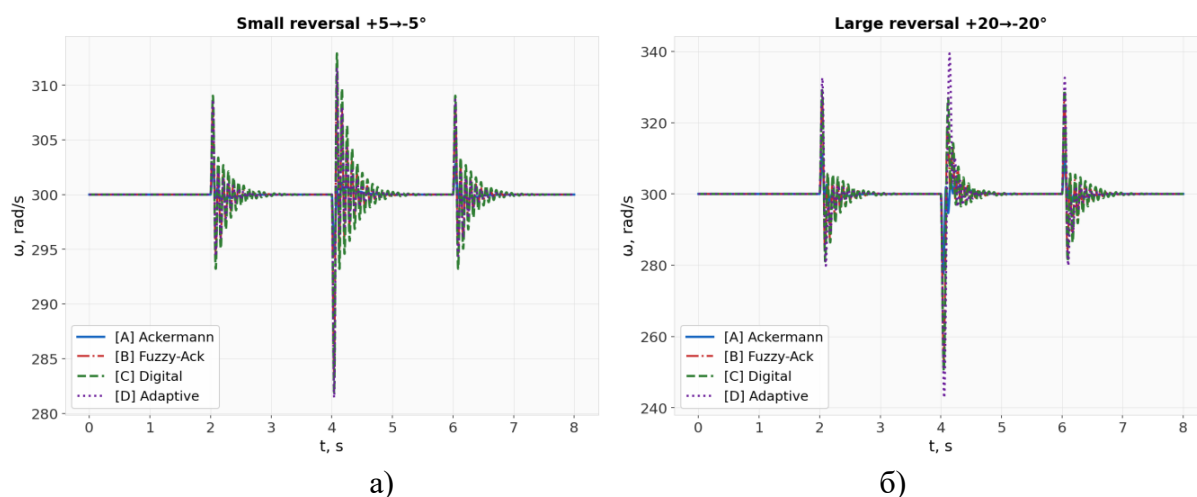 Small reversal +5→-5°
310
305
300
295
290
285
280
ω, rad/s
[A] Ackermann
[B] Fuzzy-Ack
[C] Digital
[D] Adaptive
0 1 2 3 4 5 6 7 8
t, s
а)
Large reversal +20→-20°
340
320
300
280
260
240
ω, rad/s
[A] Ackermann
[B] Fuzzy-Ack
[C] Digital
[D] Adaptive
0 1 2 3 4 5 6 7 8
t, s
б)